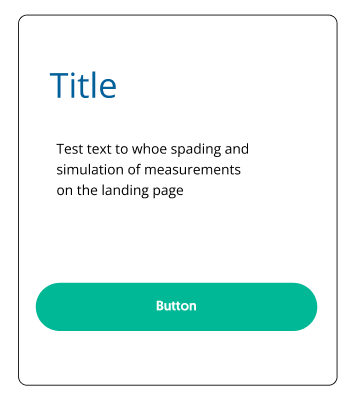 Title
Test text to whoe spading and
simulation of measurements
on the landing page
Button